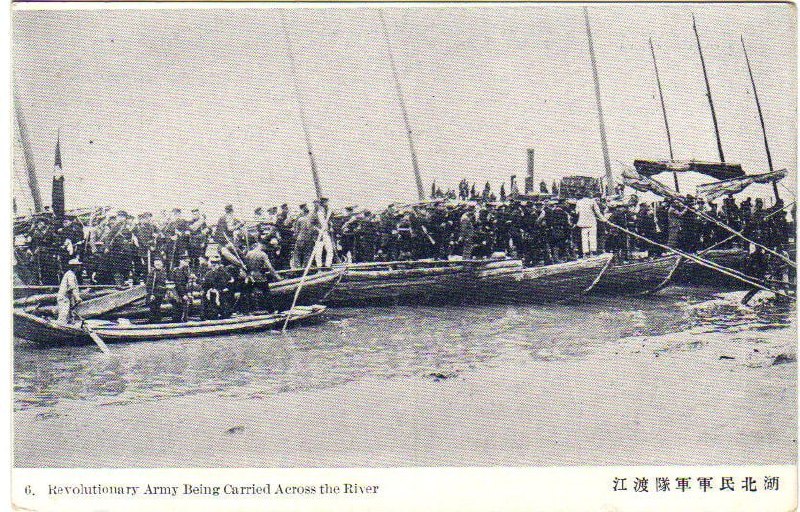 6. Revolutionary Army Being Carried Across the River
湖北民軍軍隊渡江